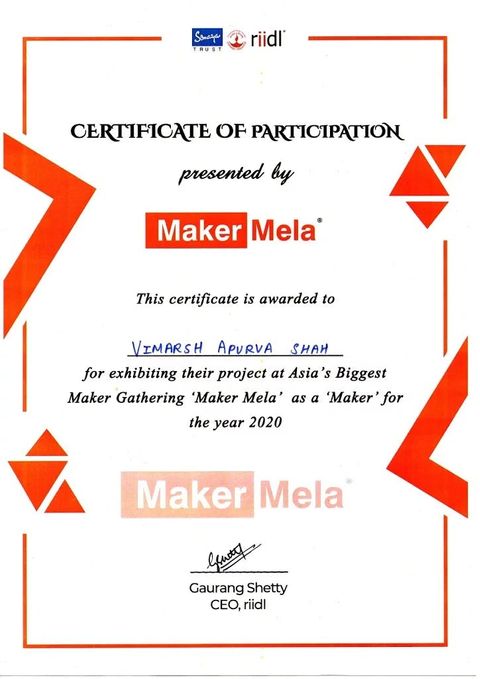 Somaiya
TRUST
riidl
CERTIFICATE OF PARTICIPATION
presented by
Maker Mela®
This certificate is awarded to
VIMARSH APURVA SHAH
for exhibiting their project at Asia's Biggest
Maker Gathering 'Maker Mela' as a 'Maker' for
the year 2020
Maker Mela®
Gaurang Shetty
CEO, riidl